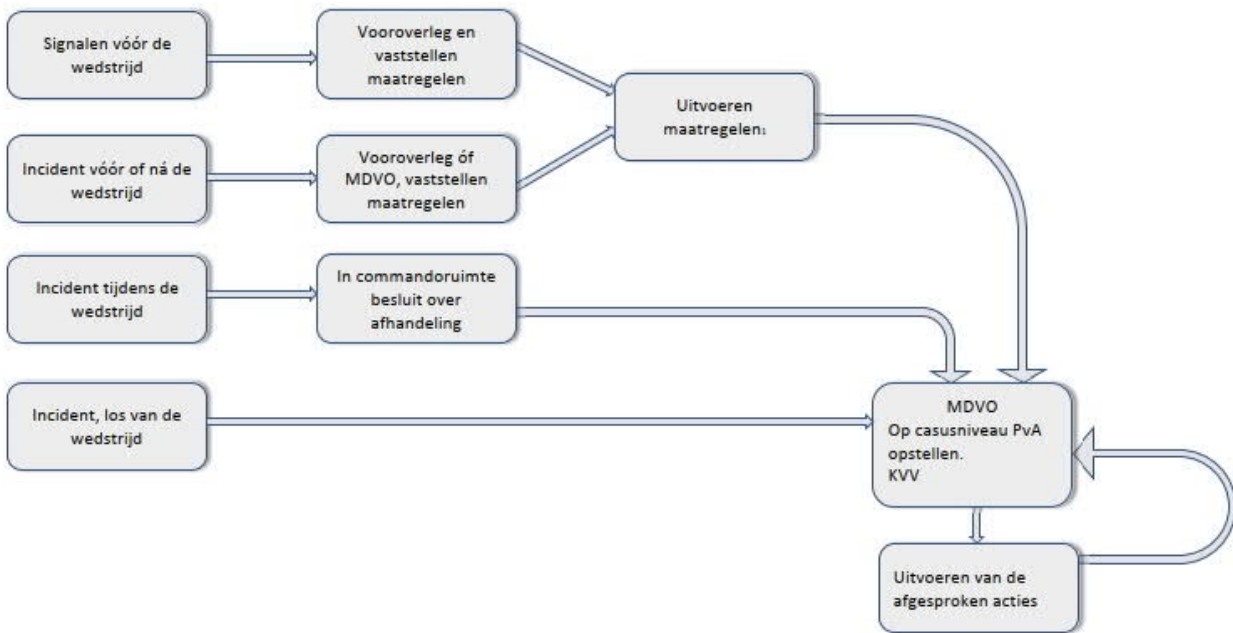 Signalen vóór de
wedstrijd
Vooroverleg en
vaststellen
maatregelen
Uitvoeren
maatregelen₁
Incident vóór of ná de
wedstrijd
Vooroverleg óf
MDVO, vaststellen
maatregelen
Incident tijdens de
wedstrijd
In commandoruimte
besluit over
afhandeling
Incident, los van de
wedstrijd
MDVO
Op casusniveau PvA
opstellen.
KVV
Uitvoeren van de
afgesproken acties